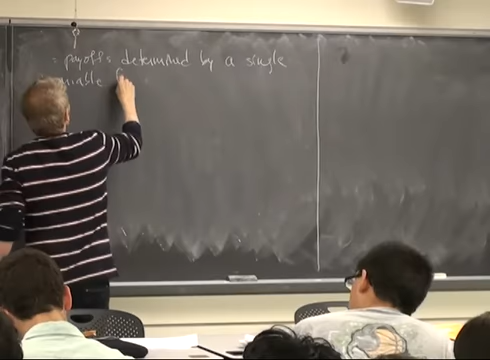 = payoffs determined by a single
variable